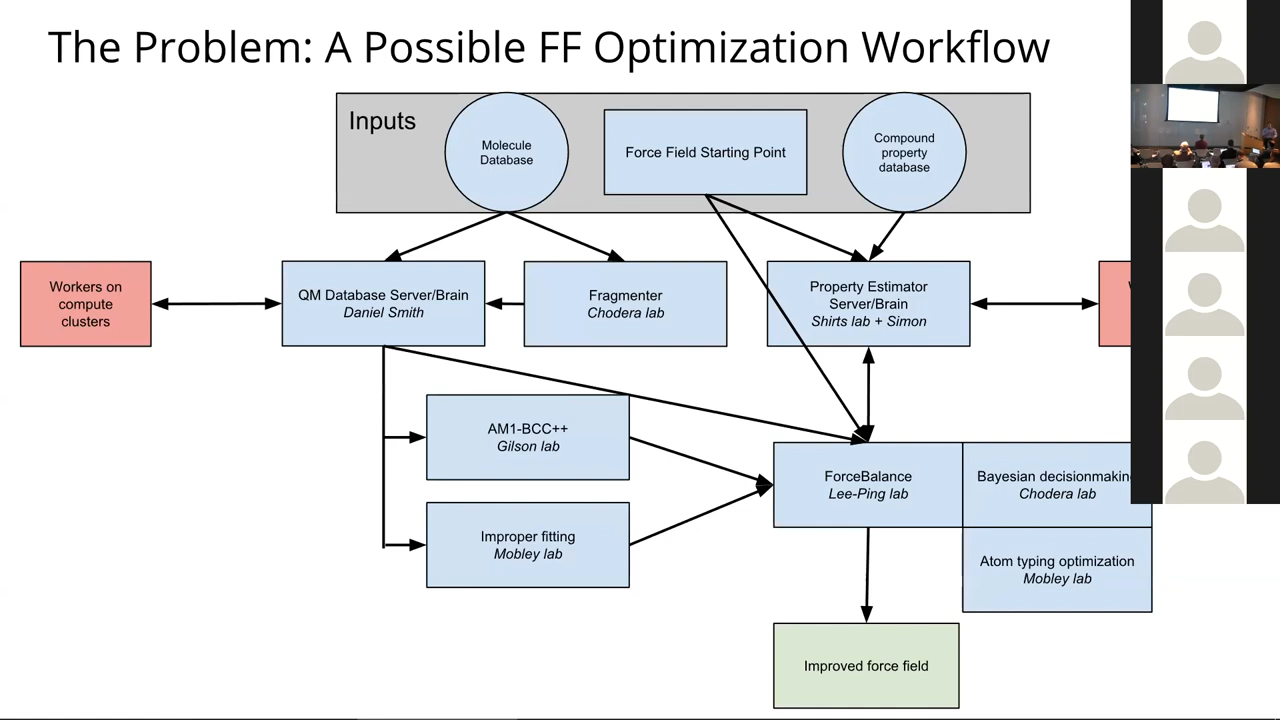 The Problem: A Possible FF Optimization Workflow
Inputs
Molecule
Database
Force Field Starting Point
Compound
property
database
Workers on
compute
clusters
QM Database Server/Brain
Daniel Smith
Fragmenter
Chodera lab
Property Estimator
Server/Brain
Shirts lab + Simon
AM1-BCC++
Gilson lab
ForceBalance
Lee-Ping lab
Bayesian
Chodera lab
Improper fitting
Mobley lab
Atom typing optimization
Mobley lab
Improved force field